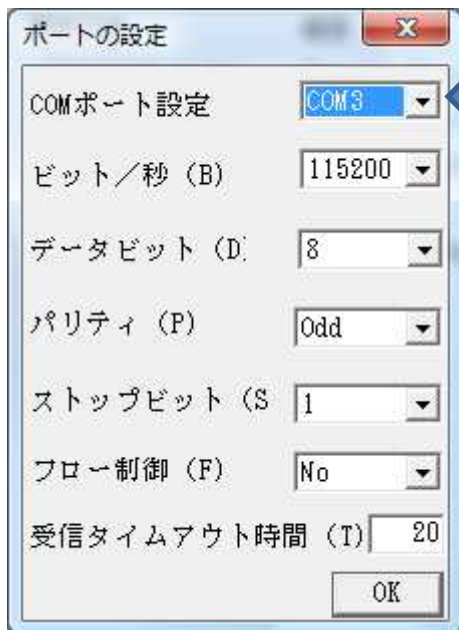 ポートの設定
COMポート設定 COM3
ビット／秒（B） 115200
データビット（D 8
パリティ（P） Odd
ストップビット（S 1
フロー制御（F） No
受信タイムアウト時間（T） 20
OK